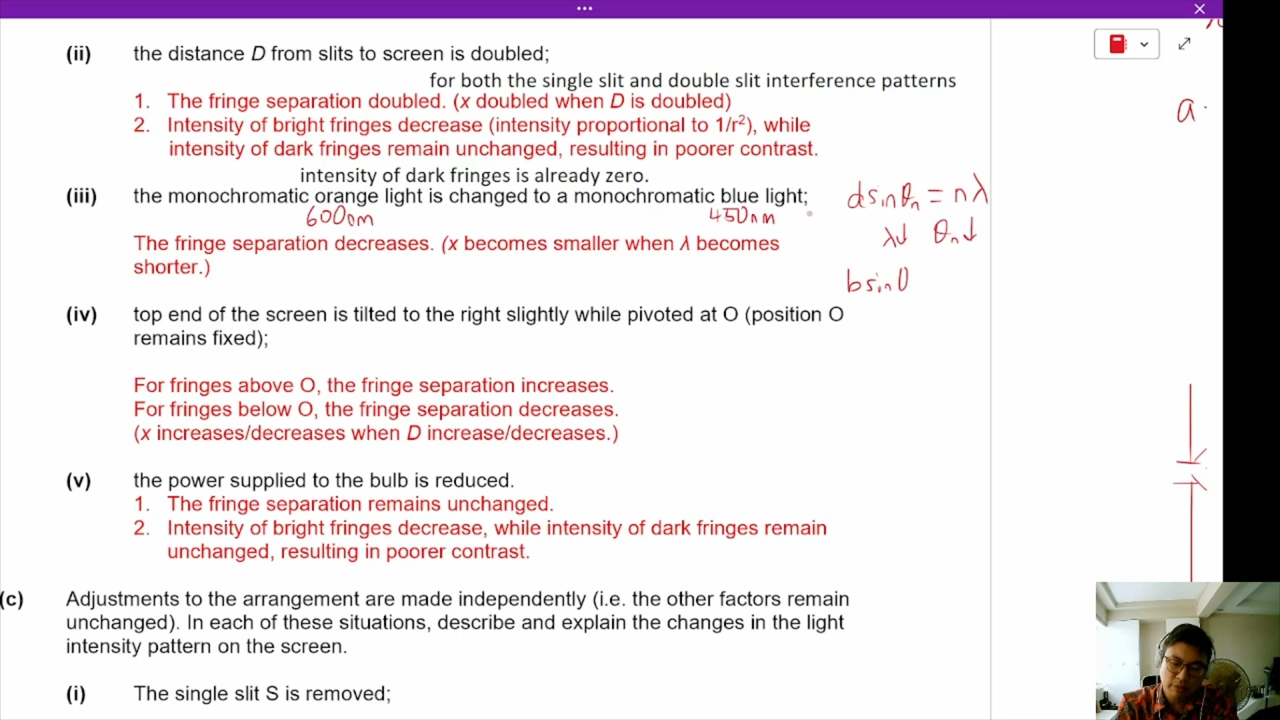 (ii) the distance D from slits to screen is doubled;
for both the single slit and double slit interference patterns
1. The fringe separation doubled. (x doubled when D is doubled)
2. Intensity of bright fringes decrease (intensity proportional to 1/r²), while
intensity of dark fringes remain unchanged, resulting in poorer contrast.
intensity of dark fringes is already zero.
(iii) the monochromatic orange light is changed to a monochromatic blue light;
600nm 450nm
The fringe separation decreases. (x becomes smaller when λ becomes
shorter.)
dsinθn = nλ
λ↓ θn↓
bsinθ
a
(iv) top end of the screen is tilted to the right slightly while pivoted at O (position O
remains fixed);
For fringes above O, the fringe separation increases.
For fringes below O, the fringe separation decreases.
(x increases/decreases when D increase/decreases.)
(v) the power supplied to the bulb is reduced.
1. The fringe separation remains unchanged.
2. Intensity of bright fringes decrease, while intensity of dark fringes remain
unchanged, resulting in poorer contrast.
(c) Adjustments to the arrangement are made independently (i.e. the other factors remain
unchanged). In each of these situations, describe and explain the changes in the light
intensity pattern on the screen.
(i) The single slit S is removed;